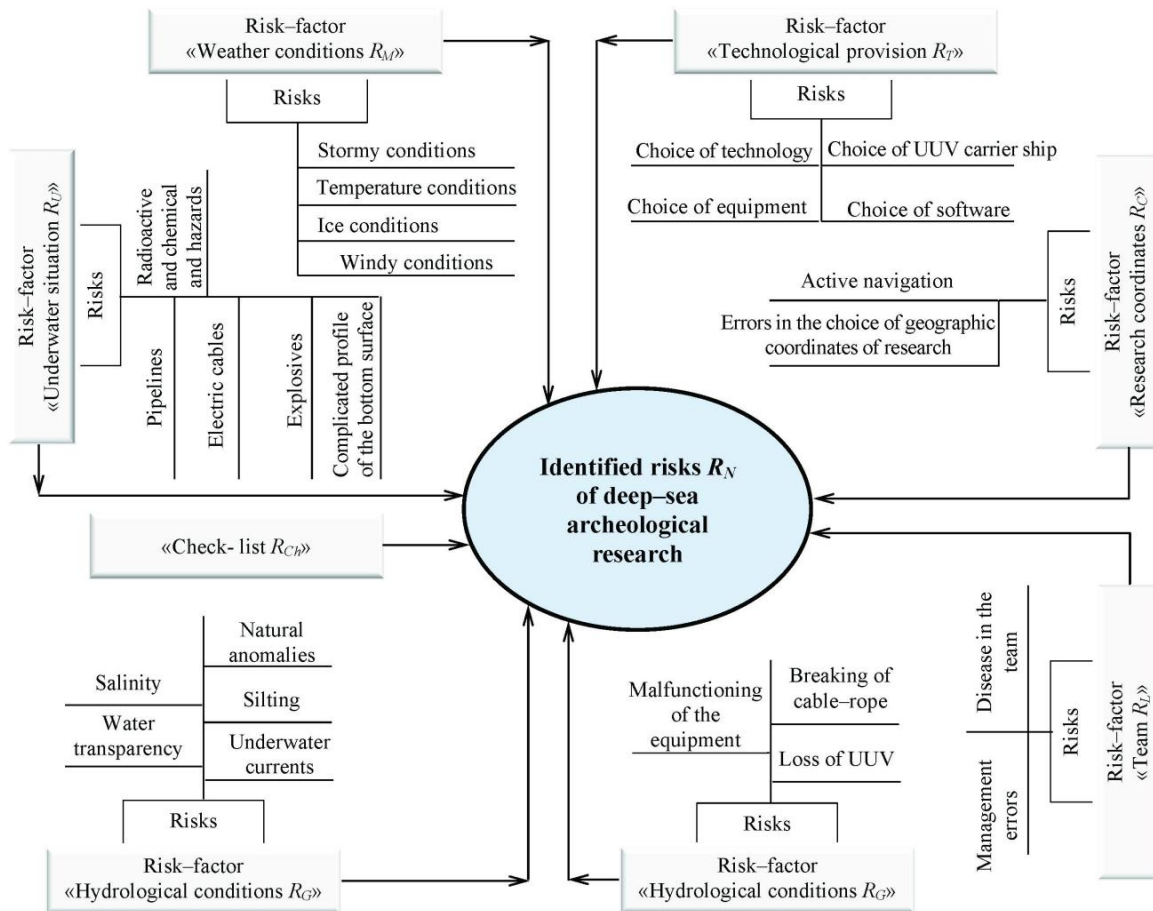 Risk–factor
«Weather conditions R_M»
Risks
Stormy conditions
Temperature conditions
Ice conditions
Windy conditions
Risk–factor
«Technological provision R_T»
Risks
Choice of technology
Choice of UUV carrier ship
Choice of equipment
Choice of software
Risk–factor
«Underwater situation R_U»
Risks
Radioactive
and chemical
and hazards
Pipelines
Electric cables
Explosives
Complicated profile
of the bottom surface
Risk–factor
«Research coordinates R_C»
Risks
Active navigation
Errors in the choice of geographic
coordinates of research
Identified risks R_N
of deep–sea
archeological
research
«Check- list R_Ch»
Natural
anomalies
Salinity
Silting
Water
transparency
Underwater
currents
Risks
Risk–factor
«Hydrological conditions R_G»
Malfunctioning
of the
equipment
Breaking of
cable–rope
Loss of UUV
Risks
Risk–factor
«Hydrological conditions R_G»
Disease in the
team
Management
errors
Risks
Risk–factor
«Team R_L»